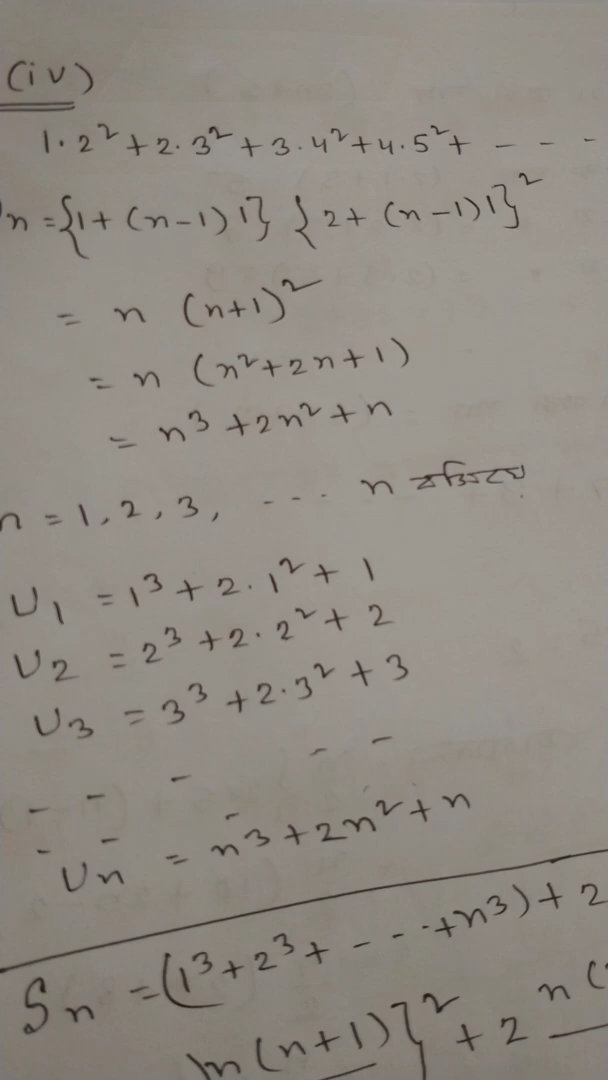 (iv)
1·2² + 2·3² + 3·4² + 4·5² + - - -
n = {1 + (n-1) 1} {2 + (n-1) 1}²
= n (n+1)²
= n (n² + 2n + 1)
= n³ + 2n² + n
n = 1, 2, 3, ... n
U₁ = 1³ + 2·1² + 1
U₂ = 2³ + 2·2² + 2
U₃ = 3³ + 2·3² + 3
- - - - -
- - -
Un = n³ + 2n² + n
Sn = (1³ + 2³ + - - - + n³) + 2
n(n+1)}² + 2 n(